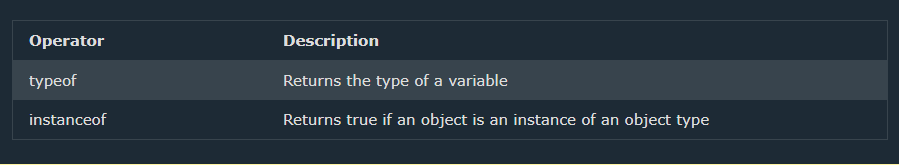 Operator Description
typeof Returns the type of a variable
instanceof Returns true if an object is an instance of an object type